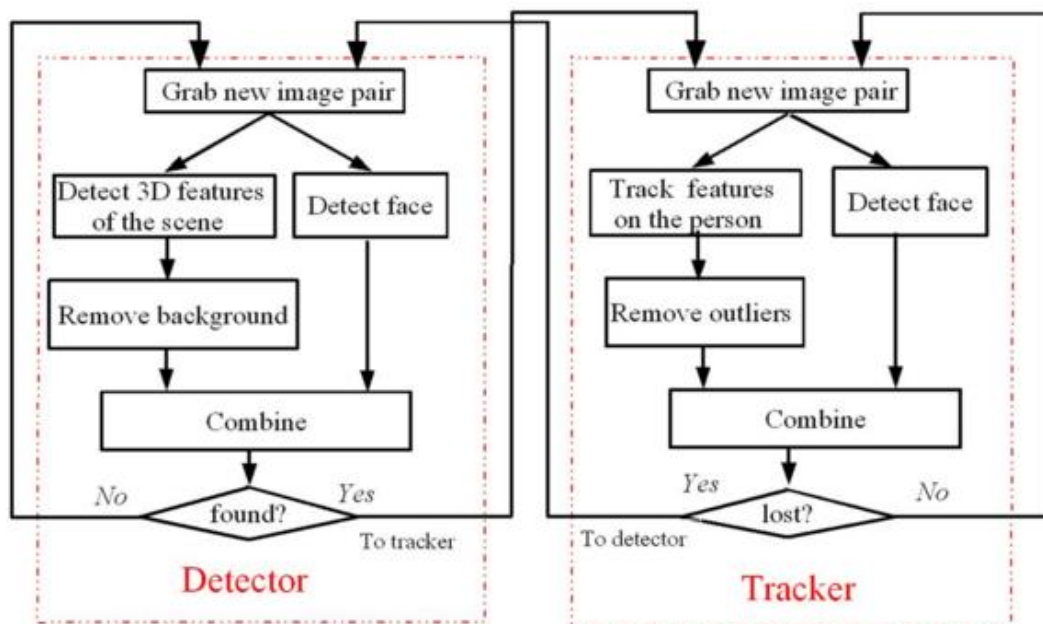 Grab new image pair
Detect 3D features
of the scene
Detect face
Remove background
Combine
No
found?
Yes
To tracker
Detector
Grab new image pair
Track features
on the person
Detect face
Remove outliers
Combine
Yes
lost?
No
To detector
Tracker